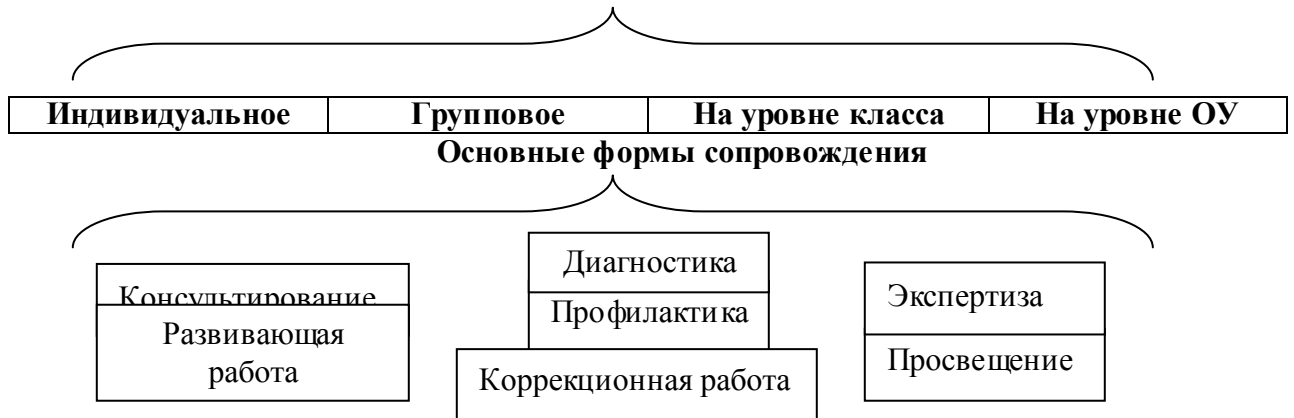 Индивидуальное Групповое На уровне класса На уровне ОУ
Основные формы сопровождения
Консультирование
Развивающая
работа
Диагностика
Профилактика
Коррекционная работа
Экспертиза
Просвещение